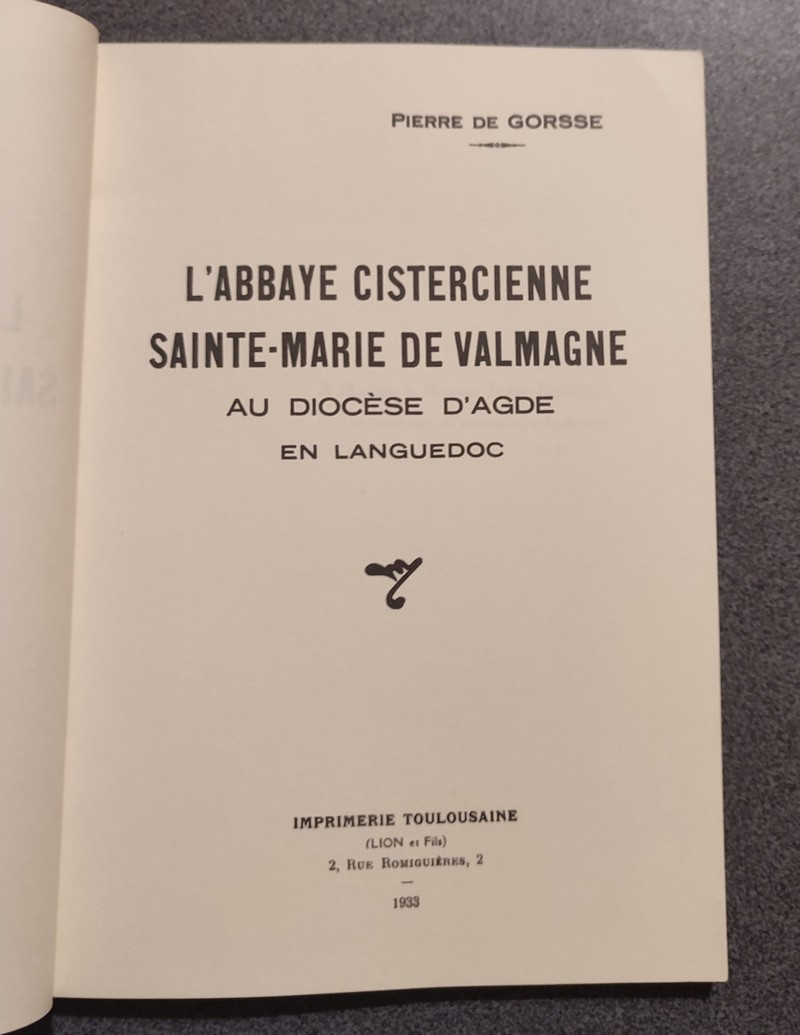 PIERRE DE GORSSE
L'ABBAYE CISTERCIENNE
SAINTE-MARIE DE VALMAGNE
AU DIOCÈSE D'AGDE
EN LANGUEDOC
IMPRIMERIE TOULOUSAINE
(LION et Fils)
2, RUE ROMIGUIÈRES, 2
1933